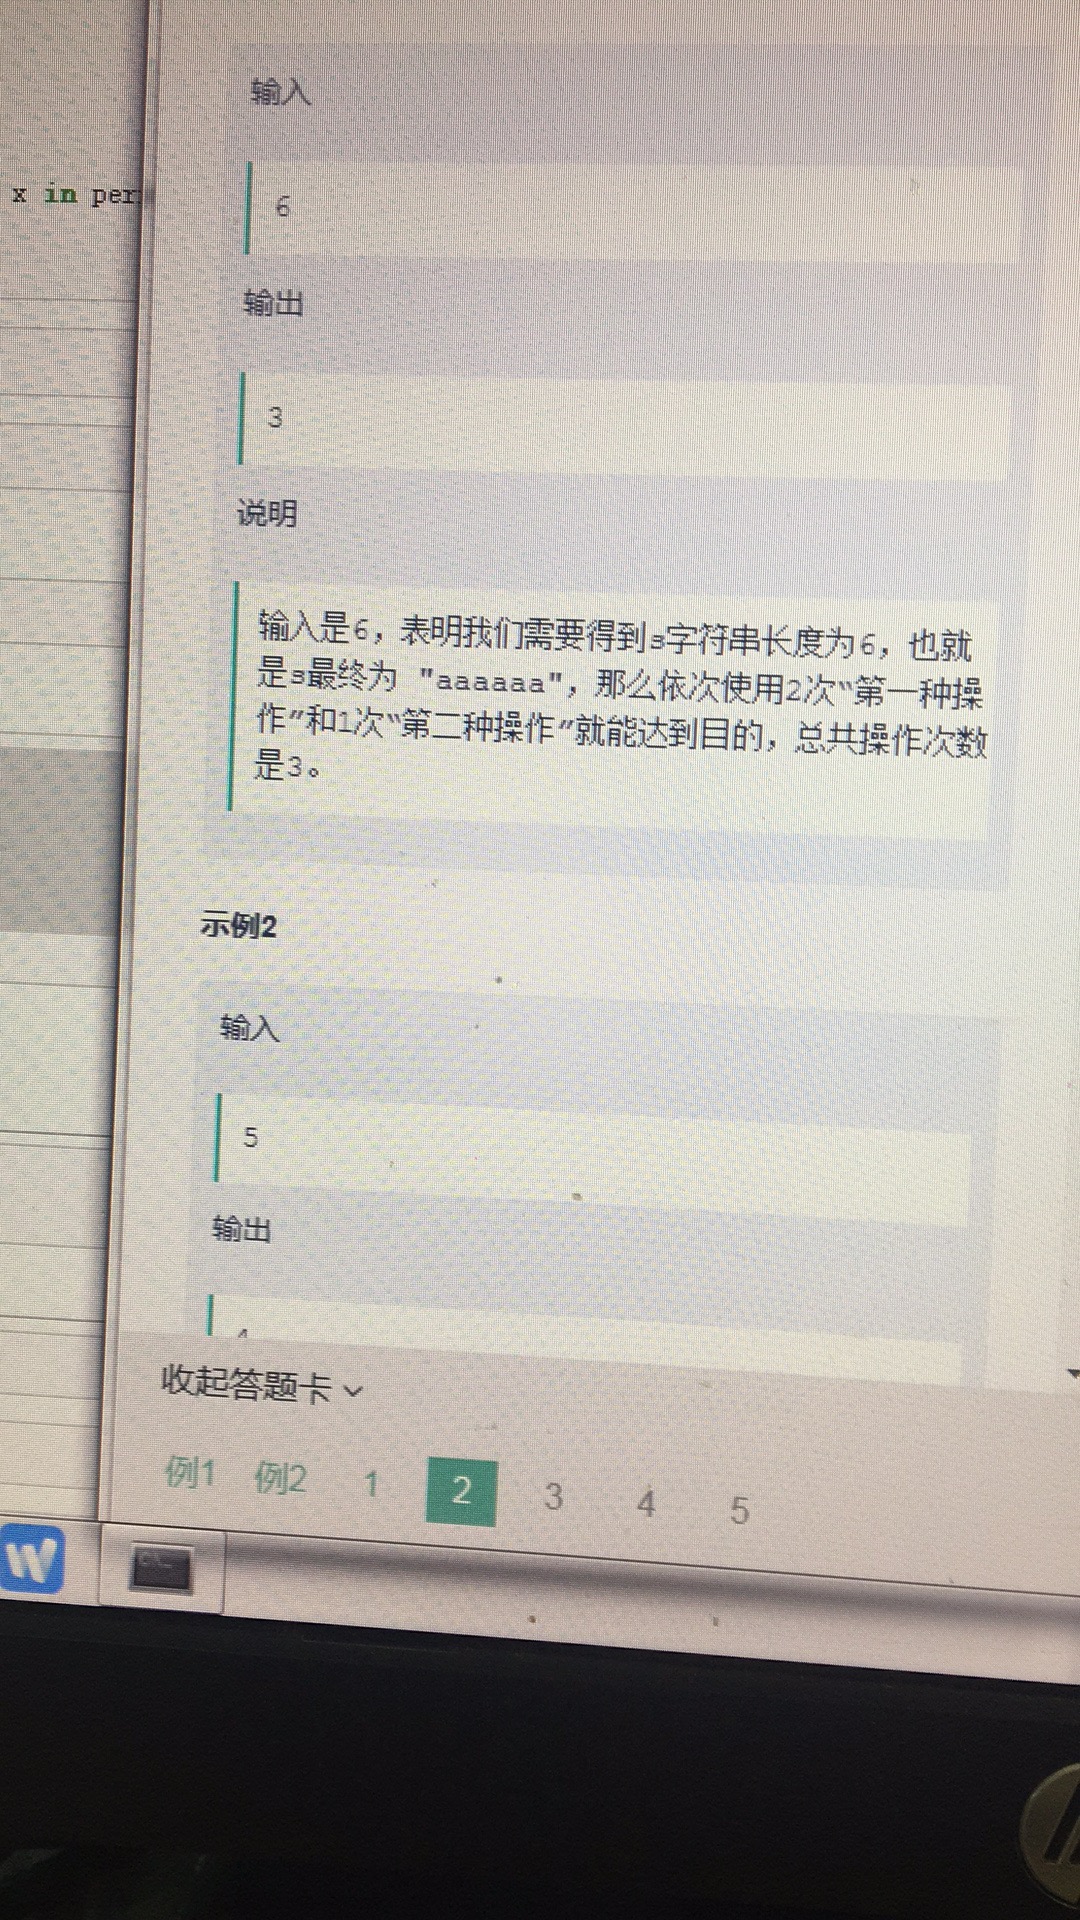 输入
x in per
6
输出
3
说明
输入是6，表明我们需要得到s字符串长度为6，也就
是s最终为 "aaaaaa"，那么依次使用2次“第一种操
作”和1次“第二种操作”就能达到目的，总共操作次数
是3。
示例2
输入
5
输出
4
收起答题卡
例1 例2 1 2 3 4 5
W